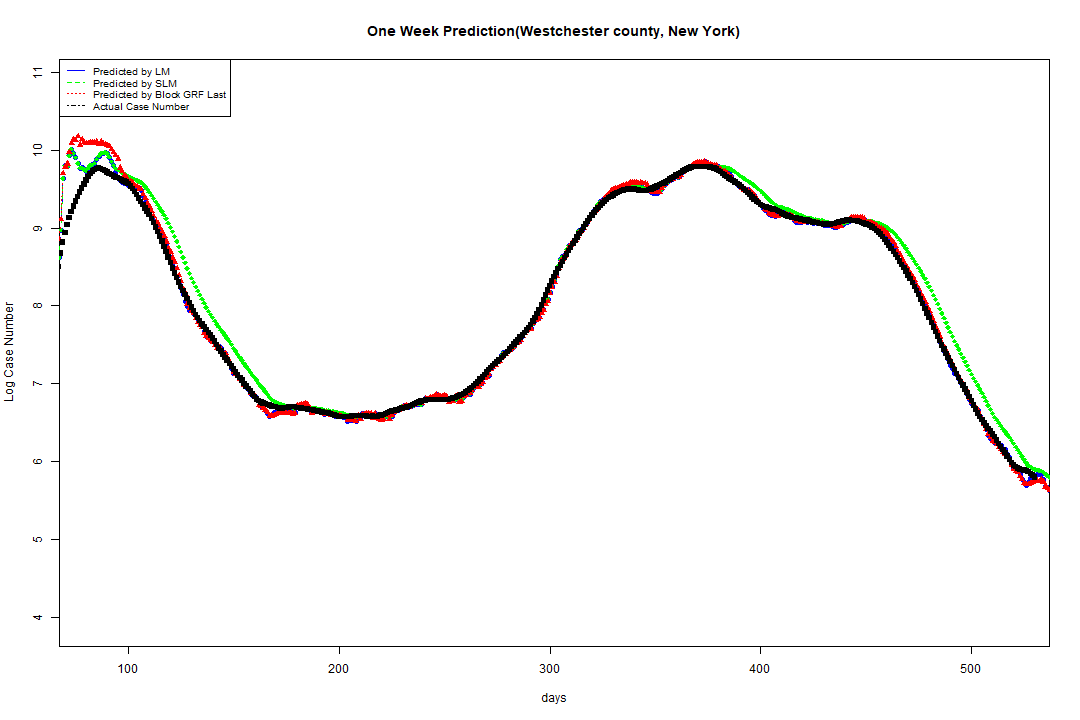 One Week Prediction(Westchester county, New York)
Predicted by LM
Predicted by SLM
Predicted by Block GRF Last
Actual Case Number
11
10
9
8
7
6
5
4
Log Case Number
100 200 300 400 500
days